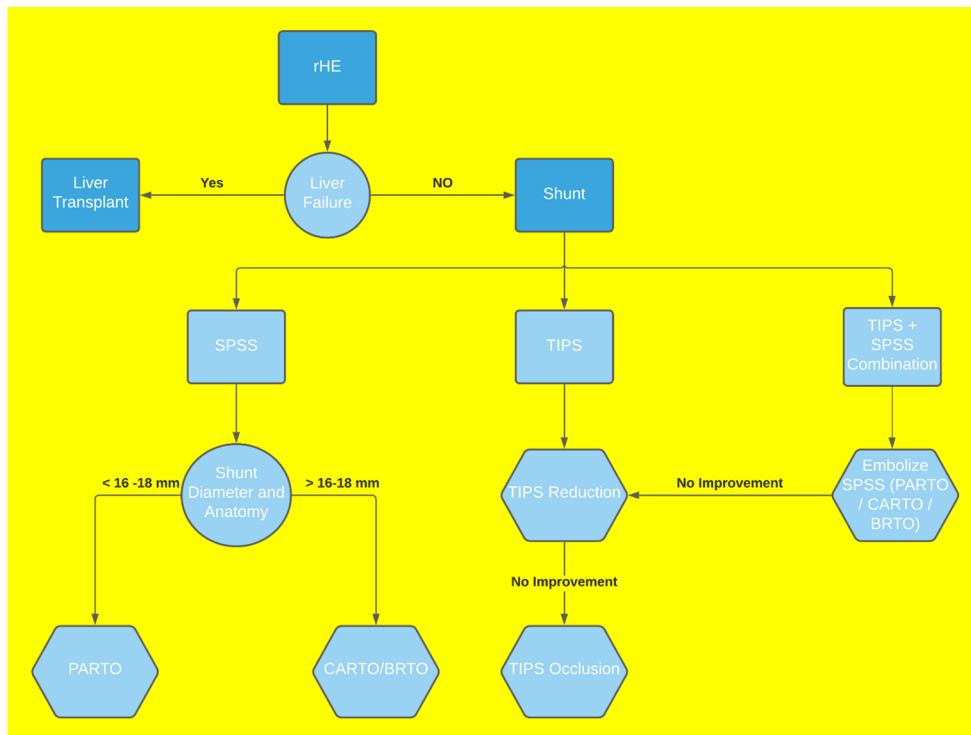 rHE
Liver
Transplant
Yes
Liver
Failure
NO
Shunt
SPSS
TIPS
TIPS +
SPSS
Combination
< 16 -18 mm
Shunt
Diameter and
Anatomy
> 16-18 mm
TIPS Reduction
No Improvement
Embolize
SPSS (PARTO
/ CARTO /
BRTO)
No Improvement
PARTO
CARTO/BRTO
TIPS Occlusion